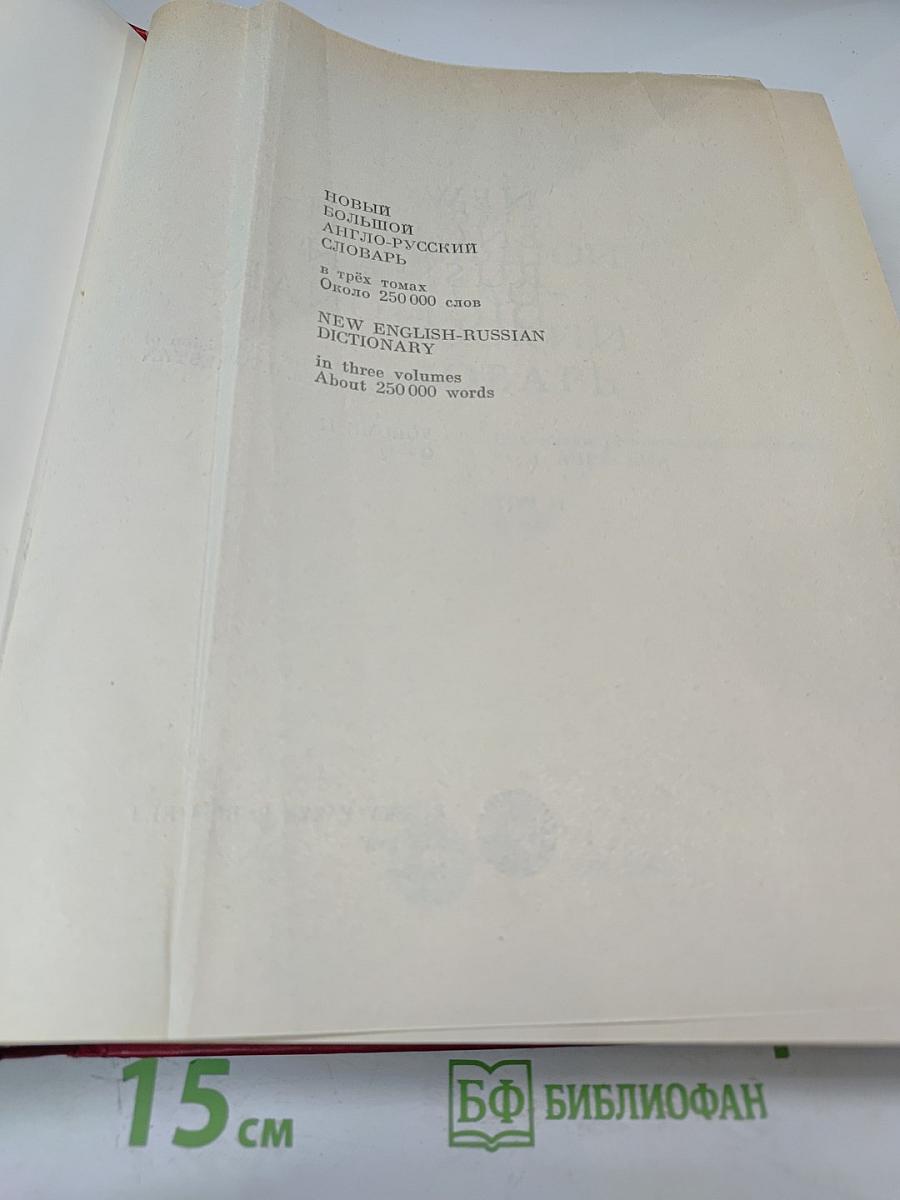 НОВЫЙ
БОЛЬШОЙ
АНГЛО-РУССКИЙ
СЛОВАРЬ
в трёх томах
Около 250 000 слов
NEW ENGLISH-RUSSIAN
DICTIONARY
in three volumes
About 250 000 words
15 см
БФ БИБЛИОФАН